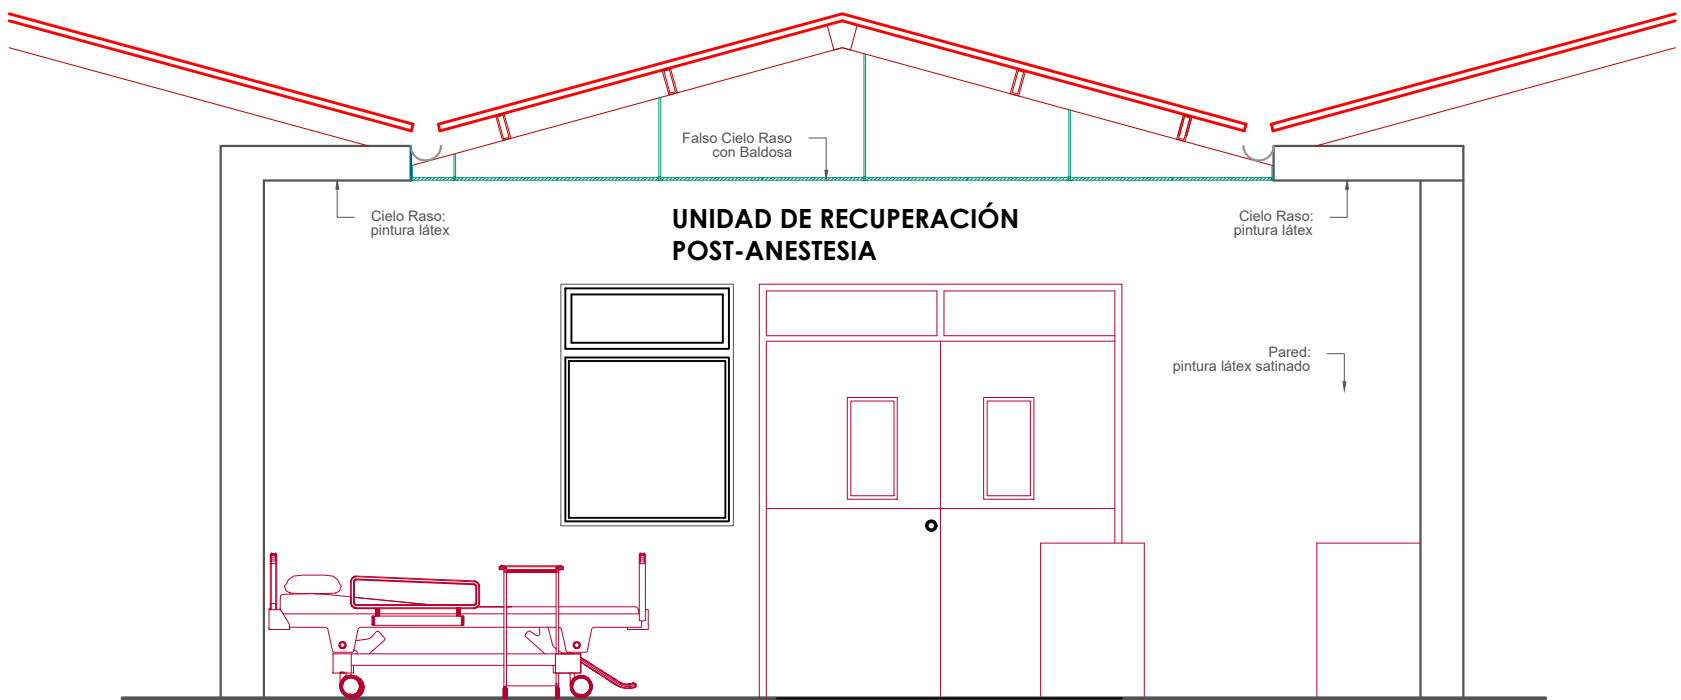 Falso Cielo Raso
con Baldosa
UNIDAD DE RECUPERACIÓN
POST-ANESTESIA
Cielo Raso:
pintura látex
Cielo Raso:
pintura látex
Pared:
pintura látex satinado